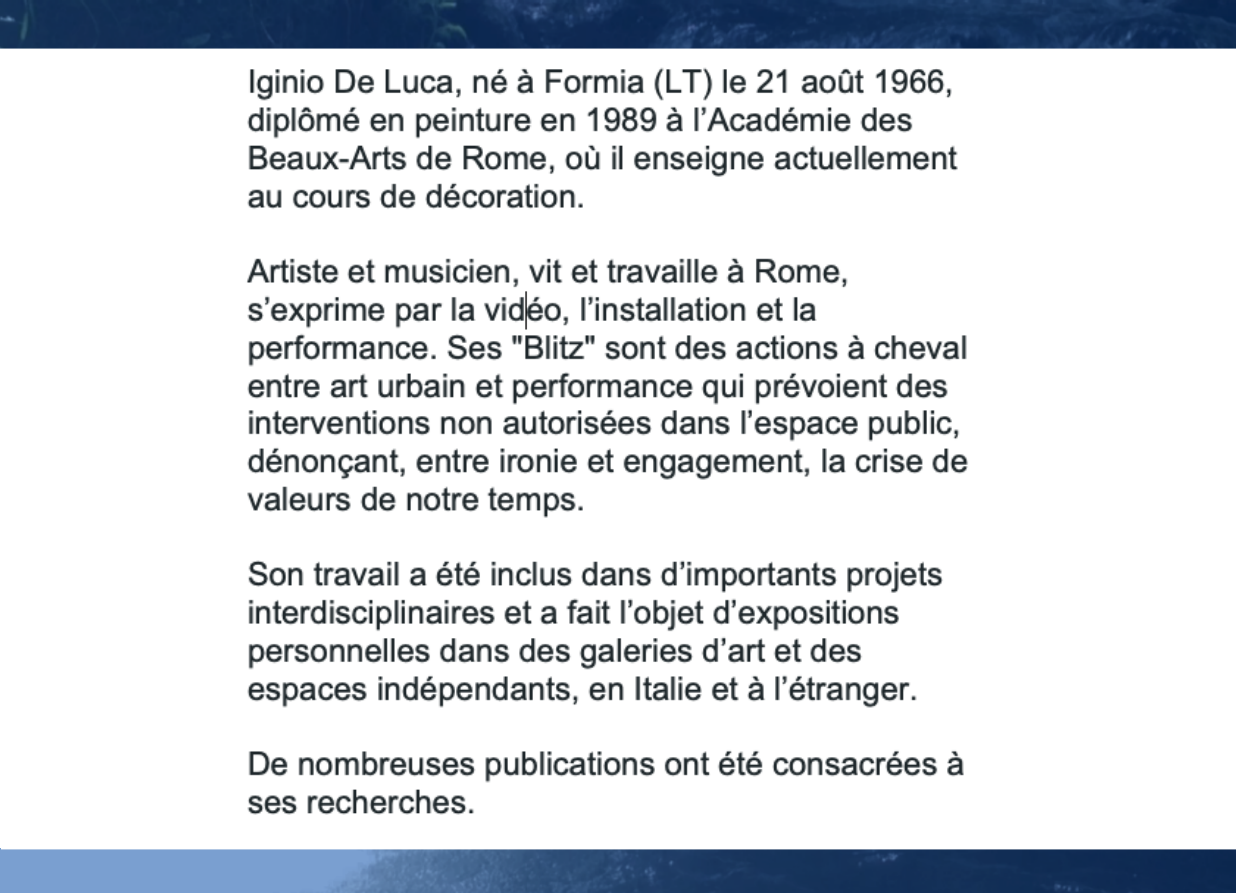 Iginio De Luca, né à Formia (LT) le 21 août 1966,
diplômé en peinture en 1989 à l’Académie des
Beaux-Arts de Rome, où il enseigne actuellement
au cours de décoration.
Artiste et musicien, vit et travaille à Rome,
s’exprime par la vidéo, l’installation et la
performance. Ses "Blitz" sont des actions à cheval
entre art urbain et performance qui prévoient des
interventions non autorisées dans l’espace public,
dénonçant, entre ironie et engagement, la crise de
valeurs de notre temps.
Son travail a été inclus dans d’importants projets
interdisciplinaires et a fait l’objet d’expositions
personnelles dans des galeries d’art et des
espaces indépendants, en Italie et à l’étranger.
De nombreuses publications ont été consacrées à
ses recherches.